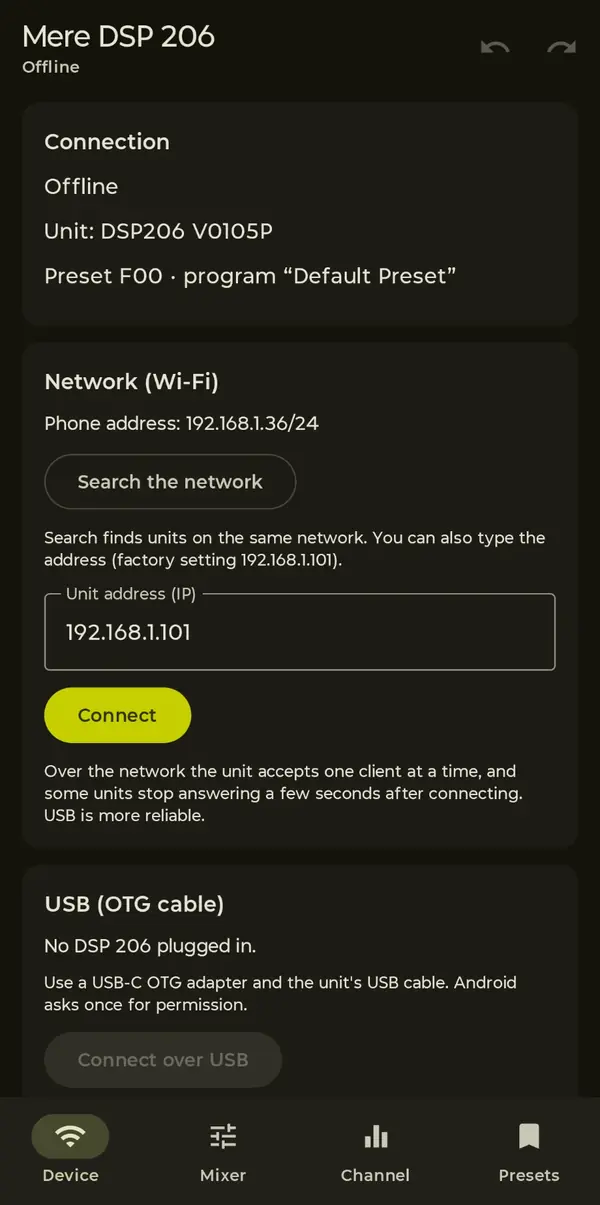 Mere DSP 206
Offline
Connection
Offline
Unit: DSP206 V0105P
Preset F00 · program “Default Preset”
Network (Wi-Fi)
Phone address: 192.168.1.36/24
Search the network
Search finds units on the same network. You can also type the
address (factory setting 192.168.1.101).
Unit address (IP)
192.168.1.101
Connect
Over the network the unit accepts one client at a time, and
some units stop answering a few seconds after connecting.
USB is more reliable.
USB (OTG cable)
No DSP 206 plugged in.
Use a USB-C OTG adapter and the unit's USB cable. Android
asks once for permission.
Connect over USB
Device
Mixer
Channel
Presets